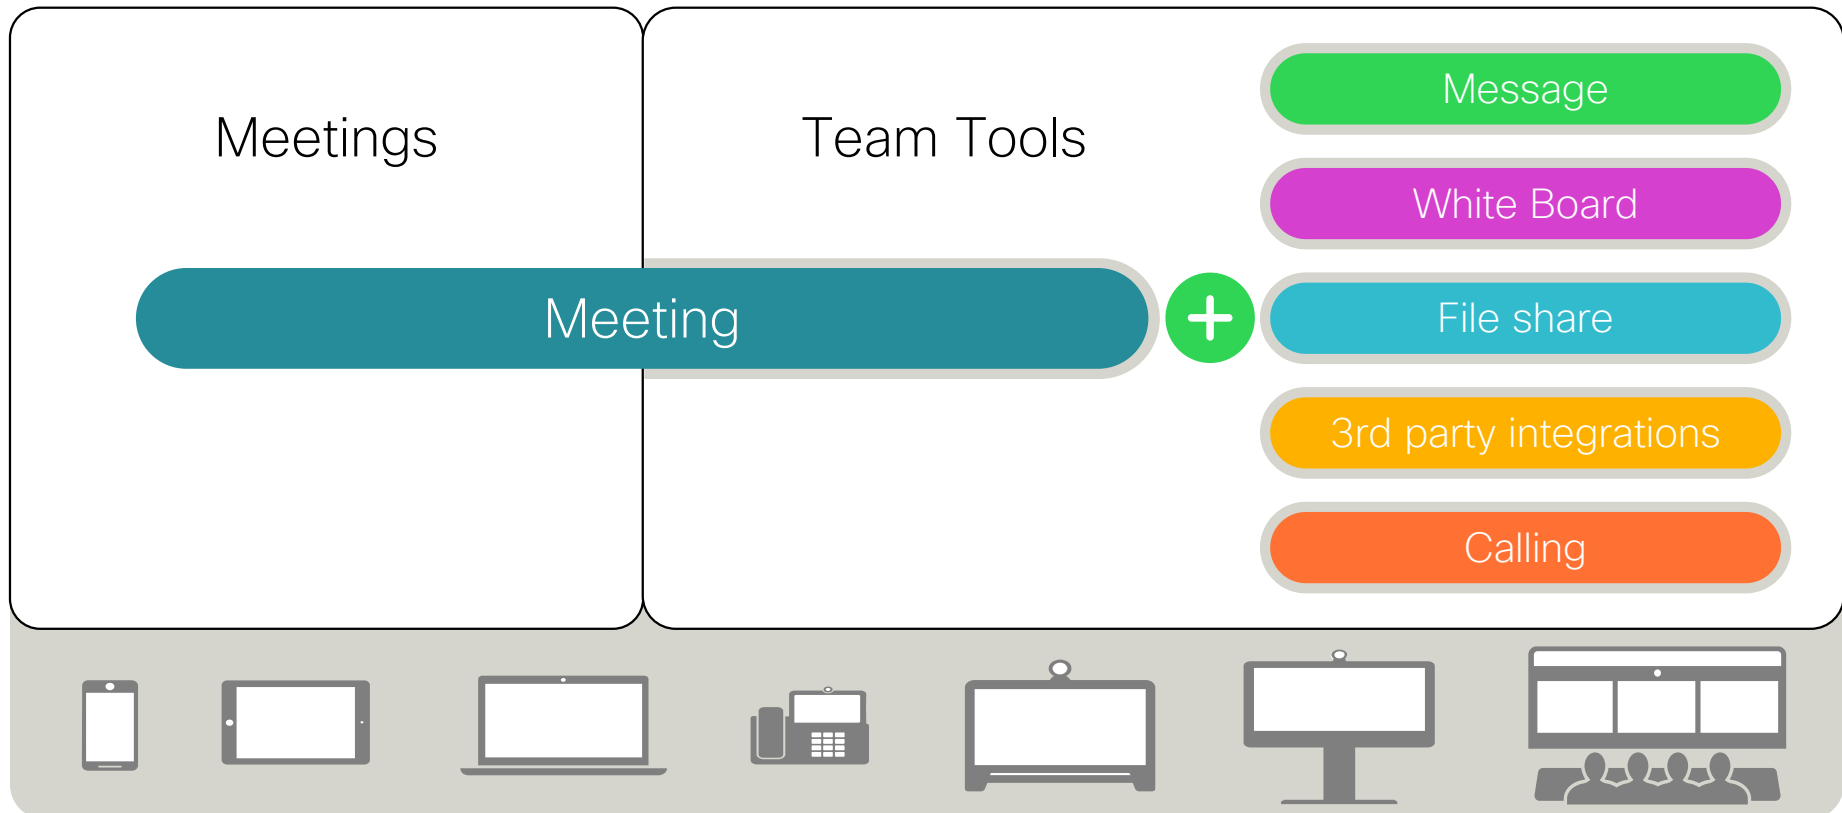 Meetings
Team Tools
Meeting
Message
White Board
File share
3rd party integrations
Calling